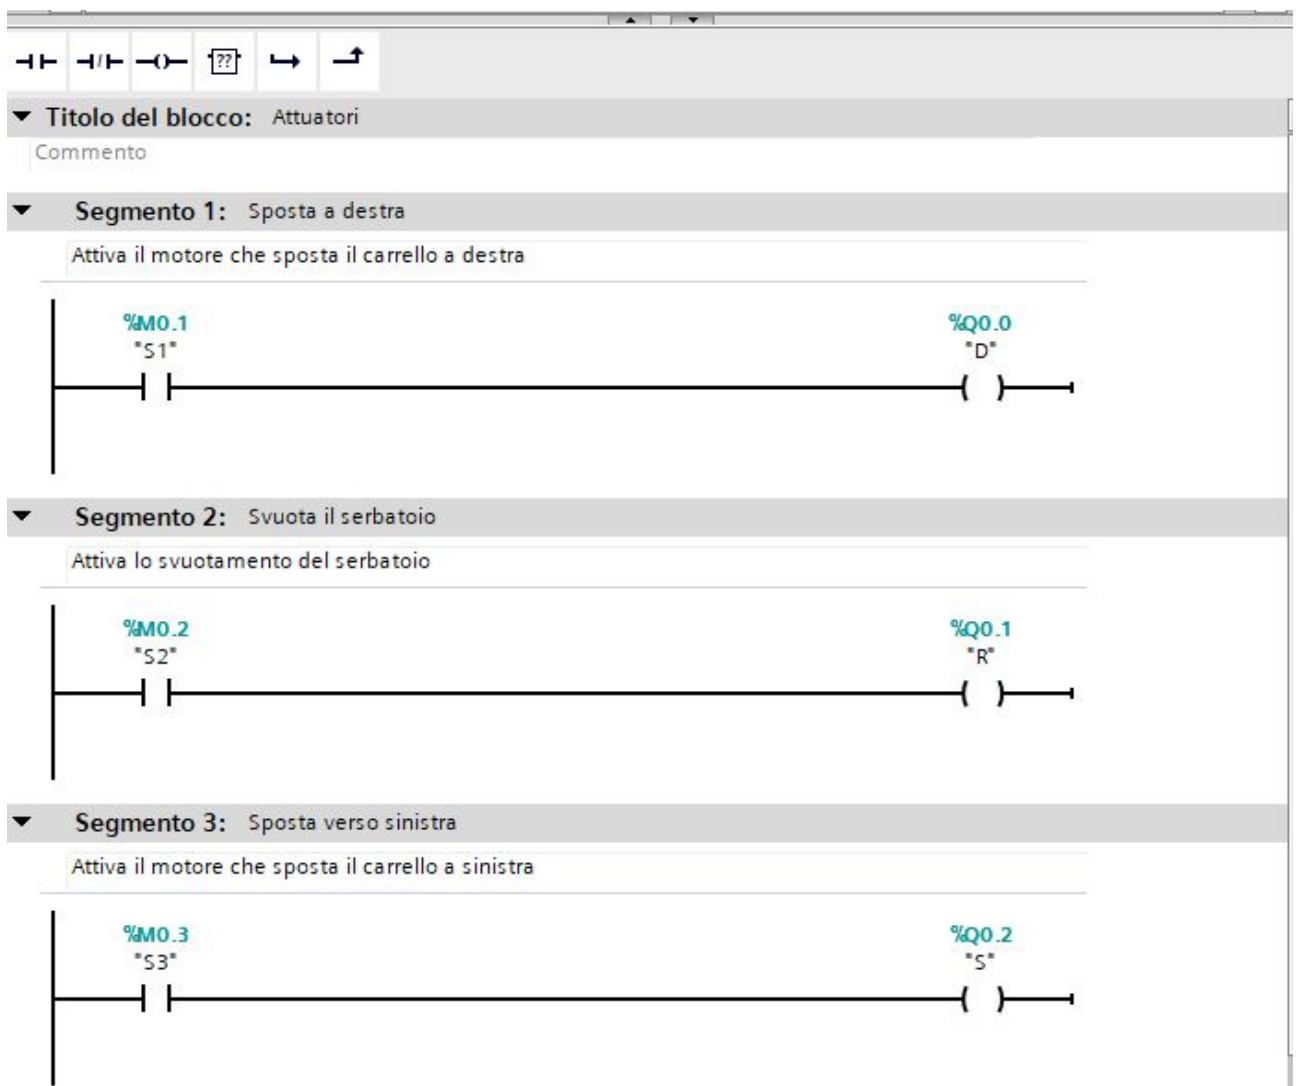 ??
Titolo del blocco: Attuatori
Commento
Segmento 1: Sposta a destra
Attiva il motore che sposta il carrello a destra
%M0.1 %Q0.0
"S1" "D"
Segmento 2: Svuota il serbatoio
Attiva lo svuotamento del serbatoio
%M0.2 %Q0.1
"S2" "R"
Segmento 3: Sposta verso sinistra
Attiva il motore che sposta il carrello a sinistra
%M0.3 %Q0.2
"S3" "S"